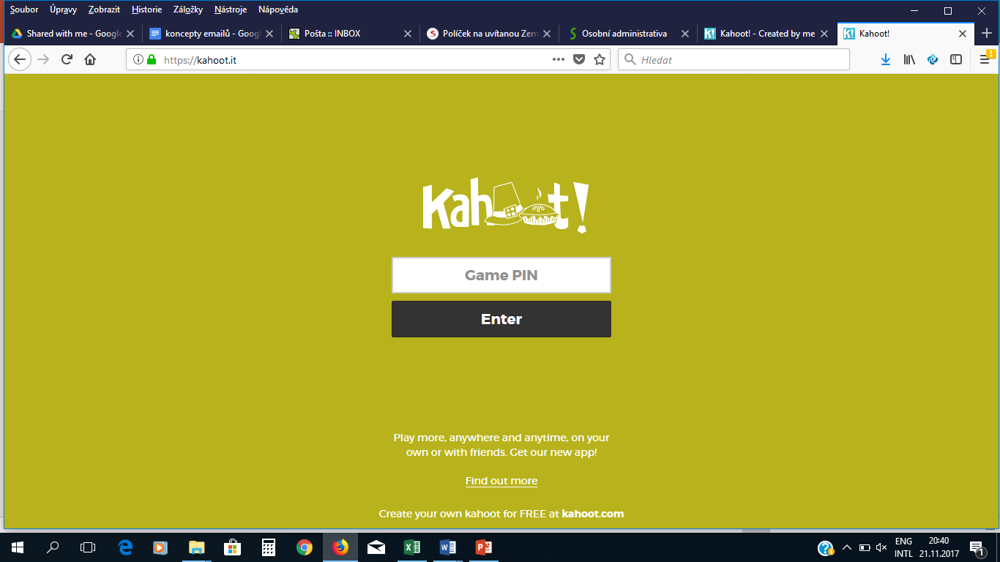 Soubor Úpravy Zobrazit Historie Záložky Nástroje Nápověda
Shared with me - Google koncepty emailů - Goog Pošta :: INBOX Políček na uvítanou Zem Osobní administrativa Kahoot! - Created by me Kahoot!
https://kahoot.it Hledat
Kahoot!
Game PIN
Enter
Play more, anywhere and anytime, on your
own or with friends. Get our new app!
Find out more
Create your own kahoot for FREE at kahoot.com
ENG 20:40
INTL 21.11.2017 1